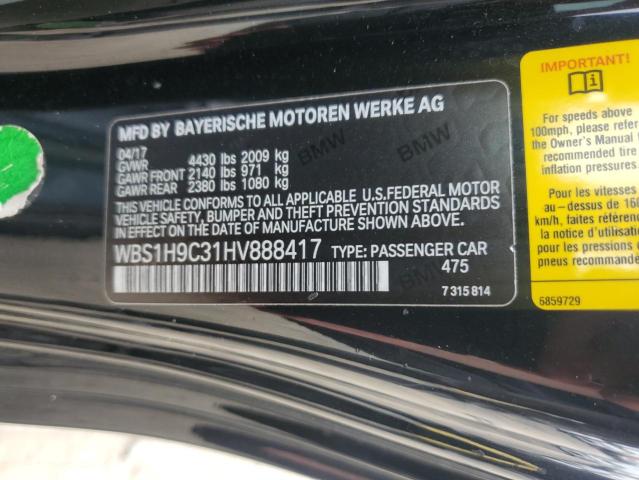 MFD BY BAYERISCHE MOTOREN WERKE AG
04/17
GVWR 4430 lbs 2009 kg
GAWR FRONT 2140 lbs 971 kg
GAWR REAR 2380 lbs 1080 kg
THIS VEHICLE CONFORMS TO ALL APPLICABLE U.S.FEDERAL MOTOR
VEHICLE SAFETY, BUMPER AND THEFT PREVENTION STANDARDS
IN EFFECT ON THE DATE OF MANUFACTURE SHOWN ABOVE.
WBS1H9C31HV888417 TYPE: PASSENGER CAR
475
7 315 814
BMW
BMW
BMW
IMPORTANT!
For speeds above
100mph, please refer
the Owner's Manual
recommended tire
inflation pressures
Pour les vitesses
au-dessus de
km/h, faites référence
pour les pressions
pneu recommandé
6859729